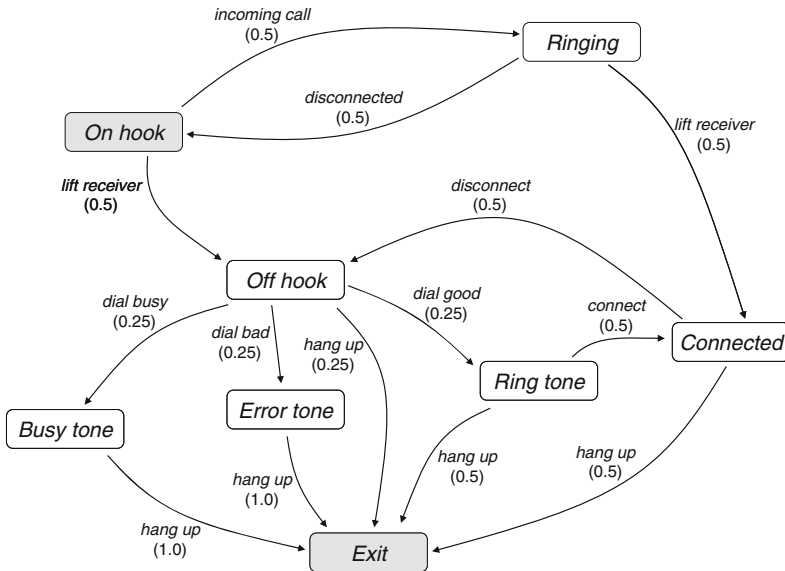 incoming call
(0.5)
Ringing
disconnected
(0.5)
On hook
lift receiver
(0.5)
lift receiver
(0.5)
disconnect
(0.5)
Off hook
dial busy
(0.25)
dial bad
(0.25)
hang up
(0.25)
dial good
(0.25)
connect
(0.5)
Connected
Ring tone
Error tone
Busy tone
hang up
(1.0)
hang up
(0.5)
hang up
(0.5)
hang up
(1.0)
Exit